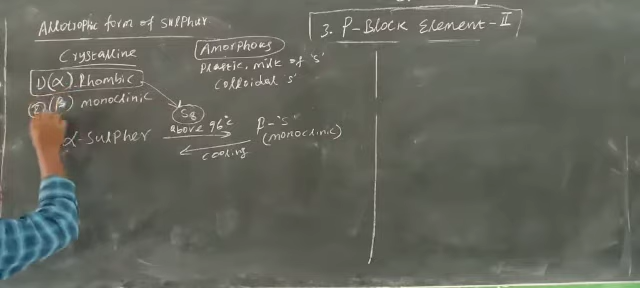 Allotropic form of sulphur
3. P-Block Element-II
Crystalline
Amorphous
Plastic, milk of 's'
Colloidal s'
1) (α). Rhombic
② (β) monoclinic
S8
α-sulpher above 96°c β-'s'
(monoclinic)
cooling